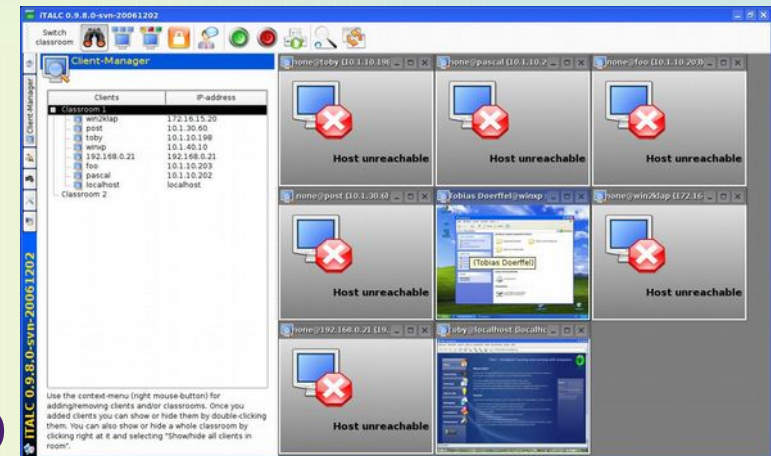 iTALC 0.9.8.0-svn-20061202
Switch
classroom
Client-Manager
Client-Manager
Clients IP-address
Classroom 1
win2klap 172.16.15.20
post 10.1.30.60
toby 10.1.10.198
winxp 10.1.40.10
192.168.0.21 192.168.0.21
foo 10.1.10.203
pascal 10.1.10.202
localhost localhost
Classroom 2
Use the context-menu (right
mouse-button) for
adding/removing clients and/or classrooms. Once you
added clients you can show or hide them by double-clicking
them. You can also show or hide a whole classroom by
clicking right at it and selecting "Show/hide all clients in
room".
iTALC 0.9.8.0-svn-20061202
none@toby (10.1.10.19
none@pascal (10.1.10.2
none@foo (10.1.10.203)
Host unreachable
Host unreachable
Host unreachable
none@post (10.1.30.6
Tobias Doerffel@winxp
none@win2klap (172.16
Host unreachable
(Tobias Doerffel)
Host unreachable
none@192.168.0.21 (19
toby@localhost (localho
Host unreachable